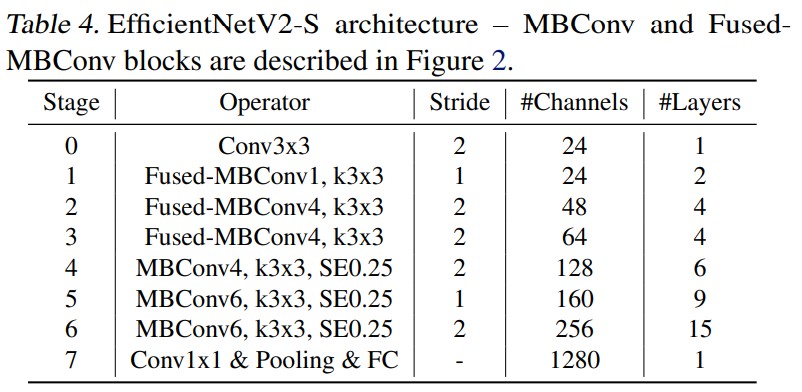 Table 4. EfficientNetV2-S architecture – MBConv and Fused-
MBConv blocks are described in Figure 2.
Stage Operator Stride #Channels #Layers
0 Conv3x3 2 24 1
1 Fused-MBConv1, k3x3 1 24 2
2 Fused-MBConv4, k3x3 2 48 4
3 Fused-MBConv4, k3x3 2 64 4
4 MBConv4, k3x3, SE0.25 2 128 6
5 MBConv6, k3x3, SE0.25 1 160 9
6 MBConv6, k3x3, SE0.25 2 256 15
7 Conv1x1 & Pooling & FC - 1280 1